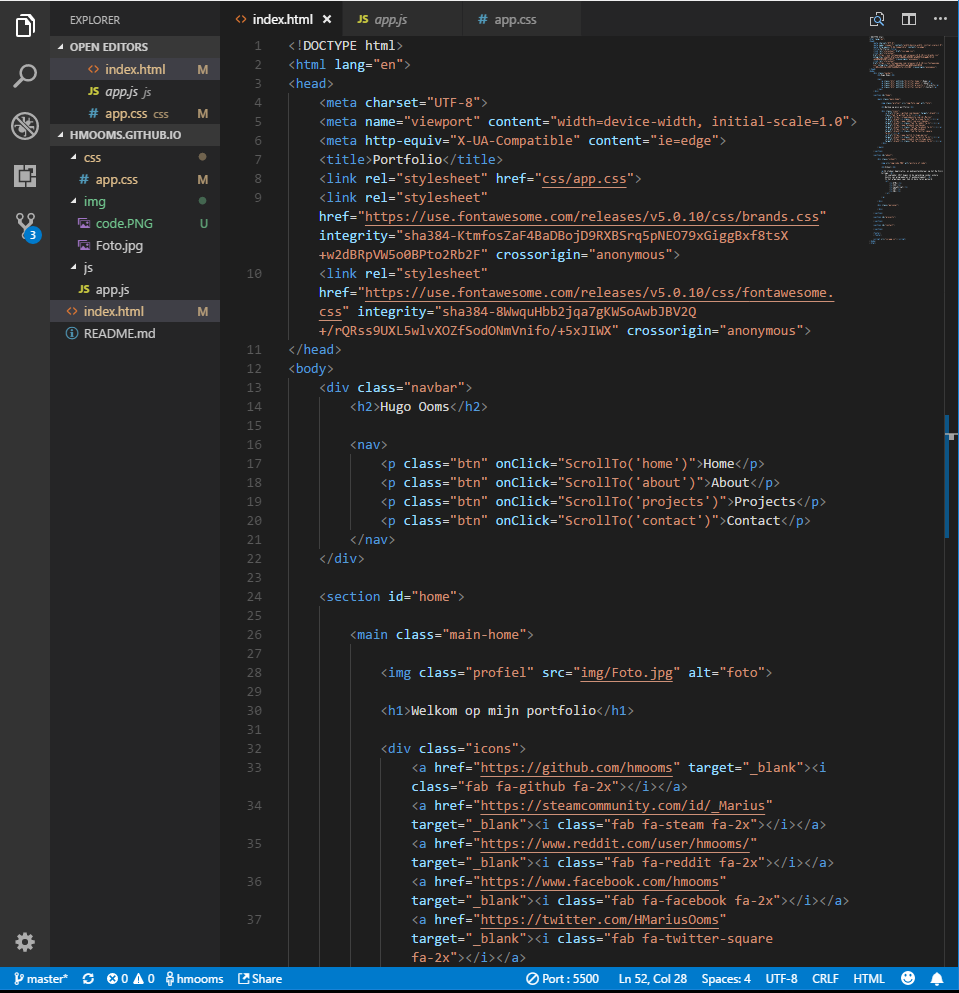 EXPLORER
OPEN EDITORS
<> index.html M
JS app.js js
# app.css css M
HMOOMS.GITHUB.IO
css
# app.css M
img
code.PNG U
Foto.jpg
js
JS app.js
<> index.html M
README.md
3
<> index.html × JS app.js # app.css
1 <!DOCTYPE html>
2 <html lang="en">
3 <head>
4 <meta charset="UTF-8">
5 <meta name="viewport" content="width=device-width, initial-scale=1.0">
6 <meta http-equiv="X-UA-Compatible" content="ie=edge">
7 <title>Portfolio</title>
8 <link rel="stylesheet" href="css/app.css">
9 <link rel="stylesheet"
href="https://use.fontawesome.com/releases/v5.0.10/css/brands.css"
integrity="sha384-KtmfosZaF4BaDBojD9RXBSrq5pNEO79xGiggBxf8tsX
+w2dBRpVW5o0BPto2Rb2F" crossorigin="anonymous">
10 <link rel="stylesheet"
href="https://use.fontawesome.com/releases/v5.0.10/css/fontawesome.
css" integrity="sha384-8WwquHbb2jqa7gKWSoAwbJBV2Q
+/rQRss9UXL5wlvXOZfSodONmVnifo/+5xJIWX" crossorigin="anonymous">
11 </head>
12 <body>
13 <div class="navbar">
14 <h2>Hugo Ooms</h2>
15
16 <nav>
17 <p class="btn" onClick="ScrollTo('home')">Home</p>
18 <p class="btn" onClick="ScrollTo('about')">About</p>
19 <p class="btn" onClick="ScrollTo('projects')">Projects</p>
20 <p class="btn" onClick="ScrollTo('contact')">Contact</p>
21 </nav>
22 </div>
23
24 <section id="home">
25
26 <main class="main-home">
27
28 <img class="profiel" src="img/Foto.jpg" alt="foto">
29
30 <h1>Welkom op mijn portfolio</h1>
31
32 <div class="icons">
33 <a href="https://github.com/hmooms" target="_blank"><i
class="fab fa-github fa-2x"></i></a>
34 <a href="https://steamcommunity.com/id/_Marius"
target="_blank"><i class="fab fa-steam fa-2x"></i></a>
35 <a href="https://www.reddit.com/user/hmooms/"
target="_blank"><i class="fab fa-reddit fa-2x"></i></a>
36 <a href="https://www.facebook.com/hmooms"
target="_blank"><i class="fab fa-facebook fa-2x"></i></a>
37 <a href="https://twitter.com/HMariusOoms"
target="_blank"><i class="fab fa-twitter-square
fa-2x"></i></a>
master* 0 0 hmooms Share Port : 5500 Ln 52, Col 28 Spaces: 4 UTF-8 CRLF HTML